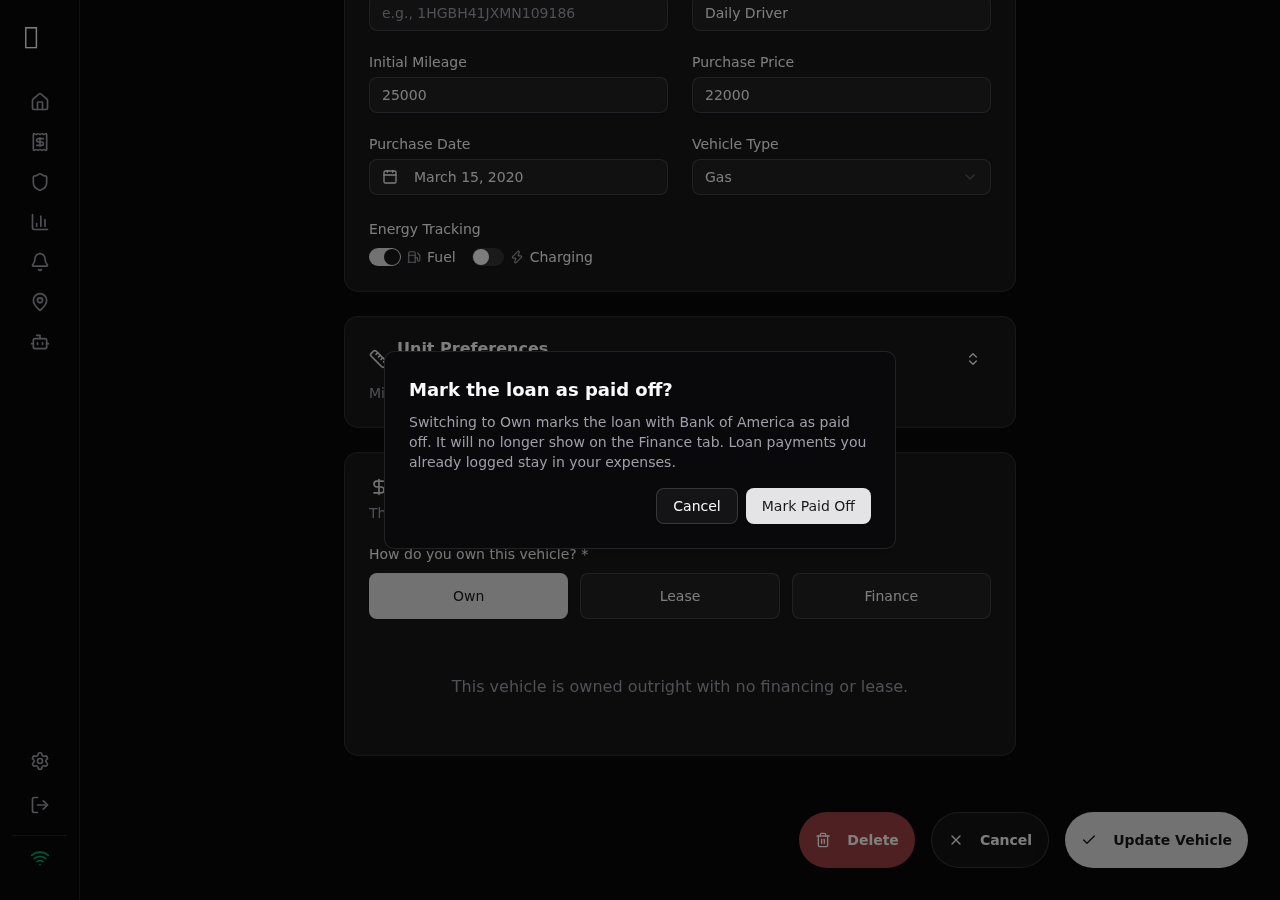 e.g., 1HGBH41JXMN109186
Daily Driver
Initial Mileage
Purchase Price
25000
22000
Purchase Date
Vehicle Type
March 15, 2020
Gas
Energy Tracking
Fuel
Charging
Unit Preferences
Mi
Mark the loan as paid off?
Switching to Own marks the loan with Bank of America as paid
off. It will no longer show on the Finance tab. Loan payments you
already logged stay in your expenses.
Cancel
Mark Paid Off
Th
How do you own this vehicle? *
Own
Lease
Finance
This vehicle is owned outright with no financing or lease.
Delete
Cancel
Update Vehicle